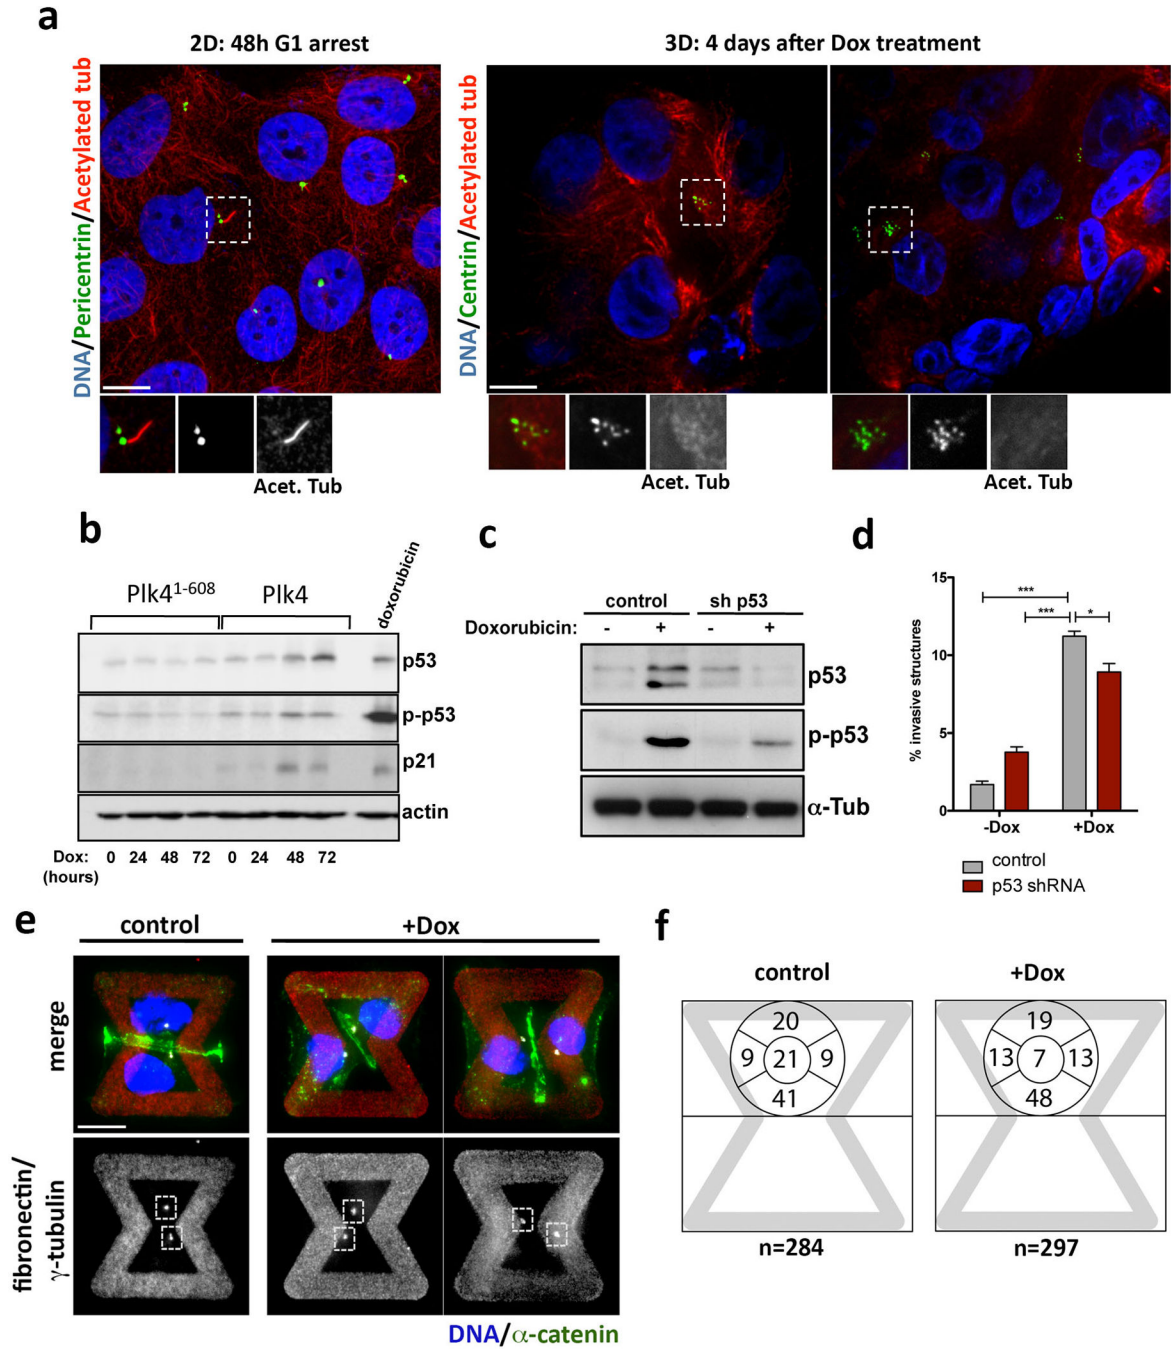 a
2D: 48h G1 arrest
3D: 4 days after Dox treatment
DNA/Pericentrin/Acetylated tub
DNA/Centrin/Acetylated tub
Acet. Tub
Acet. Tub
Acet. Tub
b
Plk4¹⁻⁶⁰⁸
Plk4
doxorubicin
p53
p-p53
p21
actin
Dox: 0 24 48 72 0 24 48 72
(hours)
c
control sh p53
Doxorubicin: - + - +
p53
p-p53
α-Tub
d
% invasive structures
15
10
5
0
***
*** *
-Dox +Dox
control
p53 shRNA
e
control +Dox
merge
fibronectin/
γ-tubulin
DNA/α-catenin
f
control +Dox
20 19
9 21 9 13 7 13
41 48
n=284 n=297